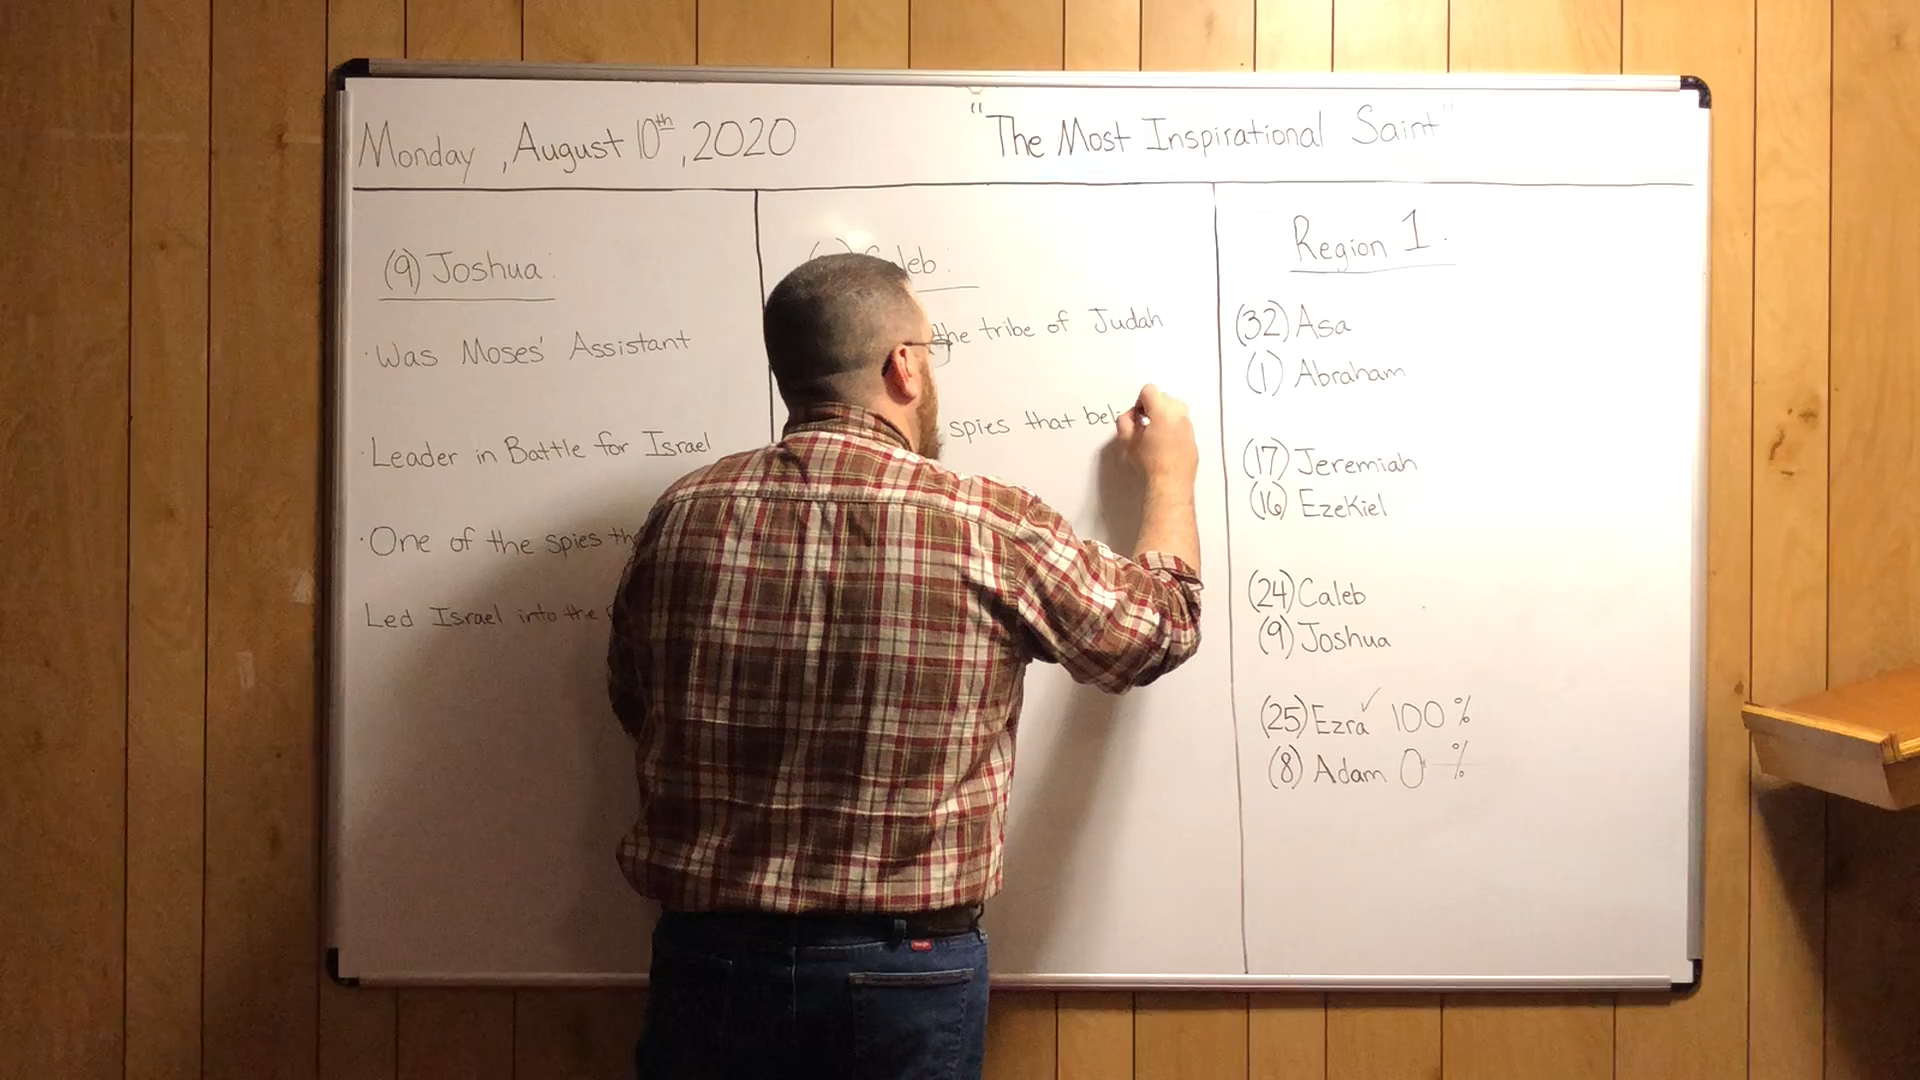 Monday, August 10th, 2020
"The Most Inspirational Saint"
(9) Joshua:
· Was Moses' Assistant
· Leader in Battle for Israel
· One of the spies
Led Israel into the
the tribe of Judah
spies that
Region 1.
(32) Asa
(1) Abraham
(17) Jeremiah
(16) Ezekiel
(24) Caleb
(9) Joshua
(25) Ezra ✓ 100 %
(8) Adam 0 %